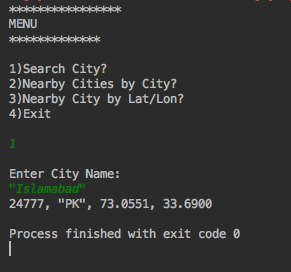 ****************
MENU
*************
1)Search City?
2)Nearby Cities by City?
3)Nearby City by Lat/Lon?
4)Exit
1
Enter City Name:
"Islamabad"
24777, "PK", 73.0551, 33.6900
Process finished with exit code 0